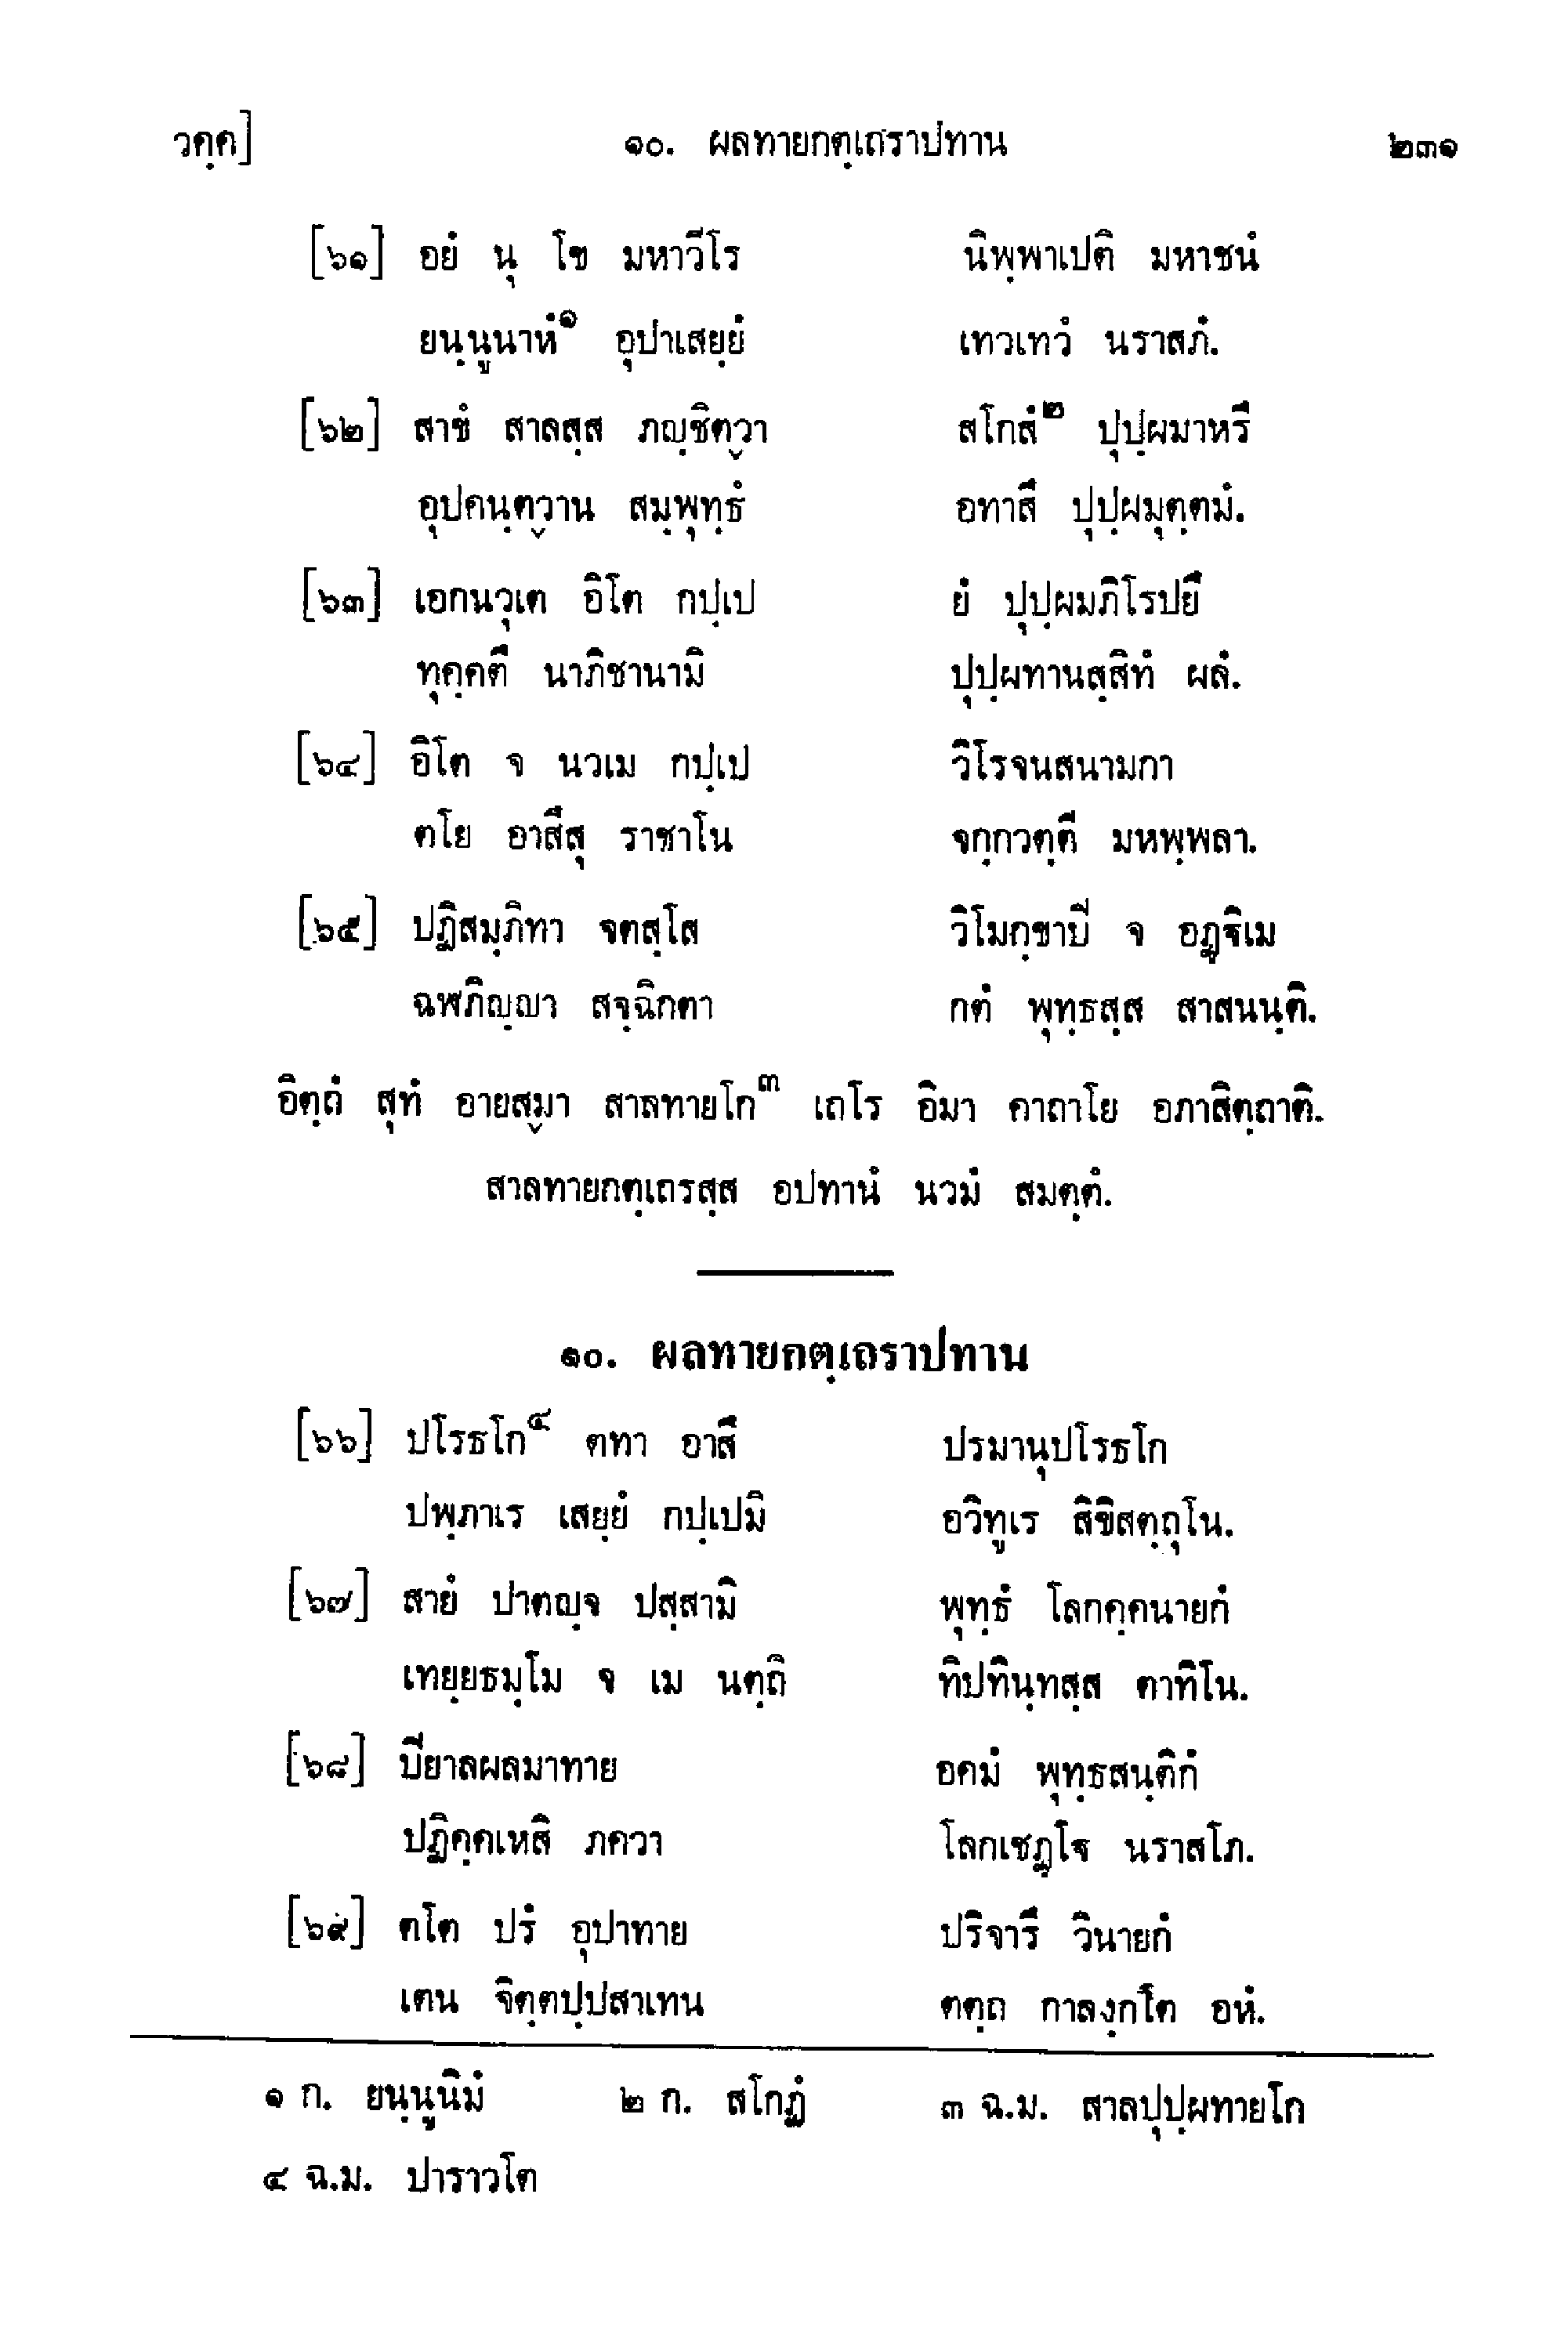 วคฺค] ๑๐. ผลทายกตฺเถราปทาน ๒๓๑
[๖๑] อยํ นุ โข มหาวีโร นิพฺพาเปติ มหาชนํ
ยนฺนูนาหํ๑ อุปาเสยฺยํ เทวเทวํ นราสภํ.
[๖๒] สาขํ สาลสฺส ภญฺชิตฺวา สโกสํ๒ ปุปฺผมาหรึ
อุปคนฺตฺวาน สมฺพุทฺธํ อทาสึ ปุปฺผมุตฺตมํ.
[๖๓] เอกนวุเต อิโต กปฺเป ยํ ปุปฺผมภิโรปยึ
ทุคฺคตึ นาภิชานามิ ปุปฺผทานสฺสิทํ ผลํ.
[๖๔] อิโต จ นวเม กปฺเป วิโรจนสนามกา
ตโย อาสึสุ ราชาโน จกฺกวตฺตี มหพฺพลา.
[๖๕] ปฏิสมฺภิทา จตสฺโส วิโมกฺขาปิ จ อฏฺฐิเม
ฉฬภิญฺญา สจฺฉิกตา กตํ พุทฺธสฺส สาสนนฺติ.
อิตฺถํ สุทํ อายสฺมา สาลทายโก๓ เถโร อิมา คาถาโย อภาสิตฺถาติ.
สาลทายกตฺเถรสฺส อปทานํ นวมํ สมตฺตํ.
๑๐. ผลทายกตฺเถราปทาน
[๖๖] ปโรธโก๔ ตทา อาสึ ปรมานุปโรธโก
ปพฺภาเร เสยฺยํ กปฺเปมิ อวิทูเร สิขิสตฺถุโน.
[๖๗] สายํ ปาตญฺจ ปสฺสามิ พุทฺธํ โลกคฺคนายกํ
เทยฺยธมฺโม จ เม นตฺถิ ทิปทินฺทสฺส ตาทิโน.
[๖๘] ปิยาลผลมาทาย อคมํ พุทฺธสนฺติกํ
ปฏิคฺคเหสิ ภควา โลกเชฏฺโฐ นราสโภ.
[๖๙] ตโต ปรํ อุปาทาย ปริจารึ วินายกํ
เตน จิตฺตปฺปสาเทน ตตฺถ กาลงฺกโต อหํ.
๑ ก. ยนฺนูนิมํ ๒ ก. สโกฏํ ๓ ฉ.ม. สาลปุปฺผทายโก
๔ ฉ.ม. ปาราวโต